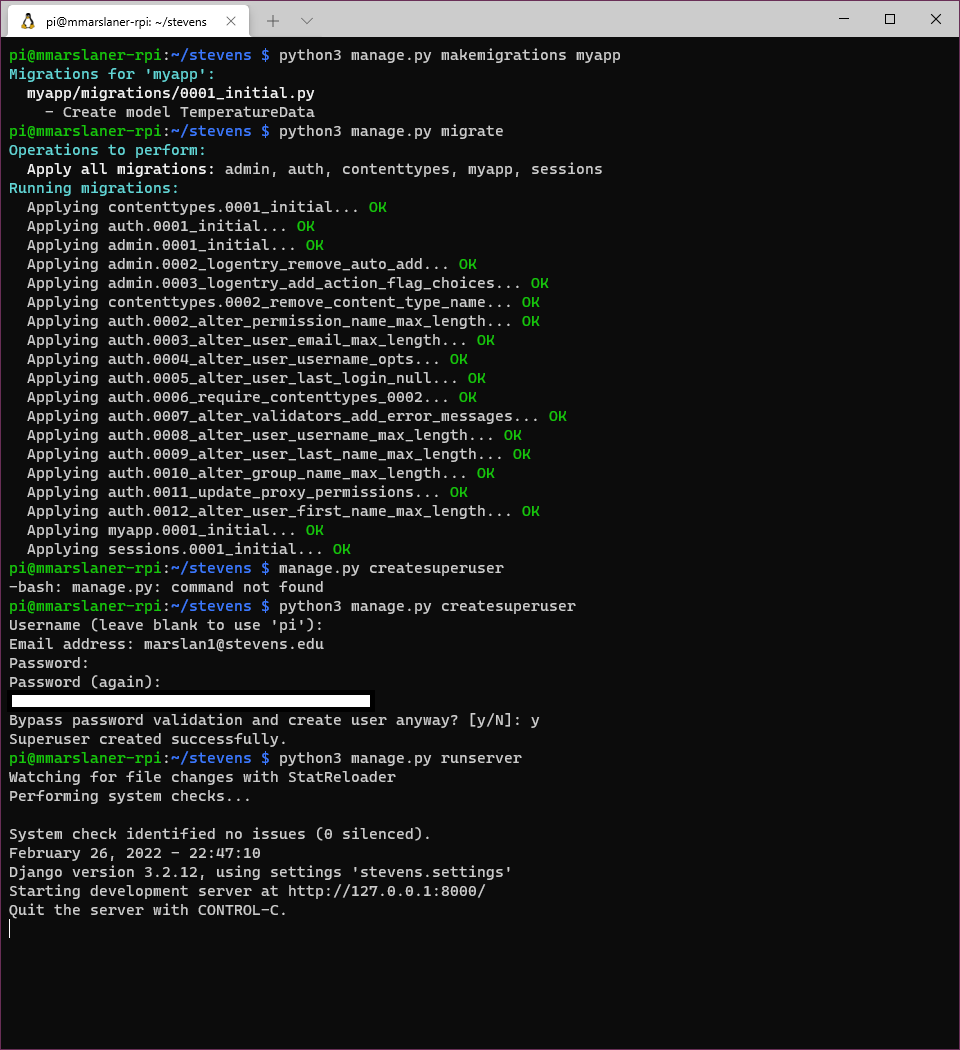 pi@mmarslaner-rpi: ~/stevens
pi@mmarslaner-rpi:~/stevens $ python3 manage.py makemigrations myapp
Migrations for 'myapp':
  myapp/migrations/0001_initial.py
    - Create model TemperatureData
pi@mmarslaner-rpi:~/stevens $ python3 manage.py migrate
Operations to perform:
  Apply all migrations: admin, auth, contenttypes, myapp, sessions
Running migrations:
  Applying contenttypes.0001_initial... OK
  Applying auth.0001_initial... OK
  Applying admin.0001_initial... OK
  Applying admin.0002_logentry_remove_auto_add... OK
  Applying admin.0003_logentry_add_action_flag_choices... OK
  Applying contenttypes.0002_remove_content_type_name... OK
  Applying auth.0002_alter_permission_name_max_length... OK
  Applying auth.0003_alter_user_email_max_length... OK
  Applying auth.0004_alter_user_username_opts... OK
  Applying auth.0005_alter_user_last_login_null... OK
  Applying auth.0006_require_contenttypes_0002... OK
  Applying auth.0007_alter_validators_add_error_messages... OK
  Applying auth.0008_alter_user_username_max_length... OK
  Applying auth.0009_alter_user_last_name_max_length... OK
  Applying auth.0010_alter_group_name_max_length... OK
  Applying auth.0011_update_proxy_permissions... OK
  Applying auth.0012_alter_user_first_name_max_length... OK
  Applying myapp.0001_initial... OK
  Applying sessions.0001_initial... OK
pi@mmarslaner-rpi:~/stevens $ manage.py createsuperuser
-bash: manage.py: command not found
pi@mmarslaner-rpi:~/stevens $ python3 manage.py createsuperuser
Username (leave blank to use 'pi'):
Email address: marslan1@stevens.edu
Password:
Password (again):
Bypass password validation and create user anyway? [y/N]: y
Superuser created successfully.
pi@mmarslaner-rpi:~/stevens $ python3 manage.py runserver
Watching for file changes with StatReloader
Performing system checks...

System check identified no issues (0 silenced).
February 26, 2022 - 22:47:10
Django version 3.2.12, using settings 'stevens.settings'
Starting development server at http://127.0.0.1:8000/
Quit the server with CONTROL-C.